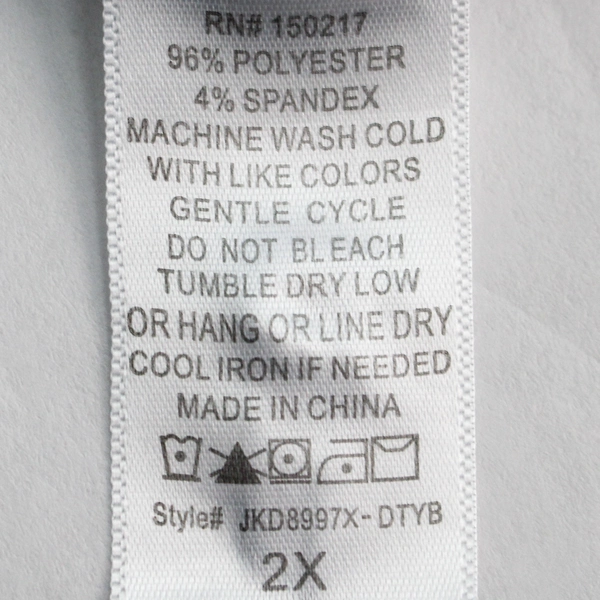 RN# 150217
96% POLYESTER
4% SPANDEX
MACHINE WASH COLD
WITH LIKE COLORS
GENTLE CYCLE
DO NOT BLEACH
TUMBLE DRY LOW
OR HANG OR LINE DRY
COOL IRON IF NEEDED
MADE IN CHINA
Style# JKD8997X-DTYB
2X